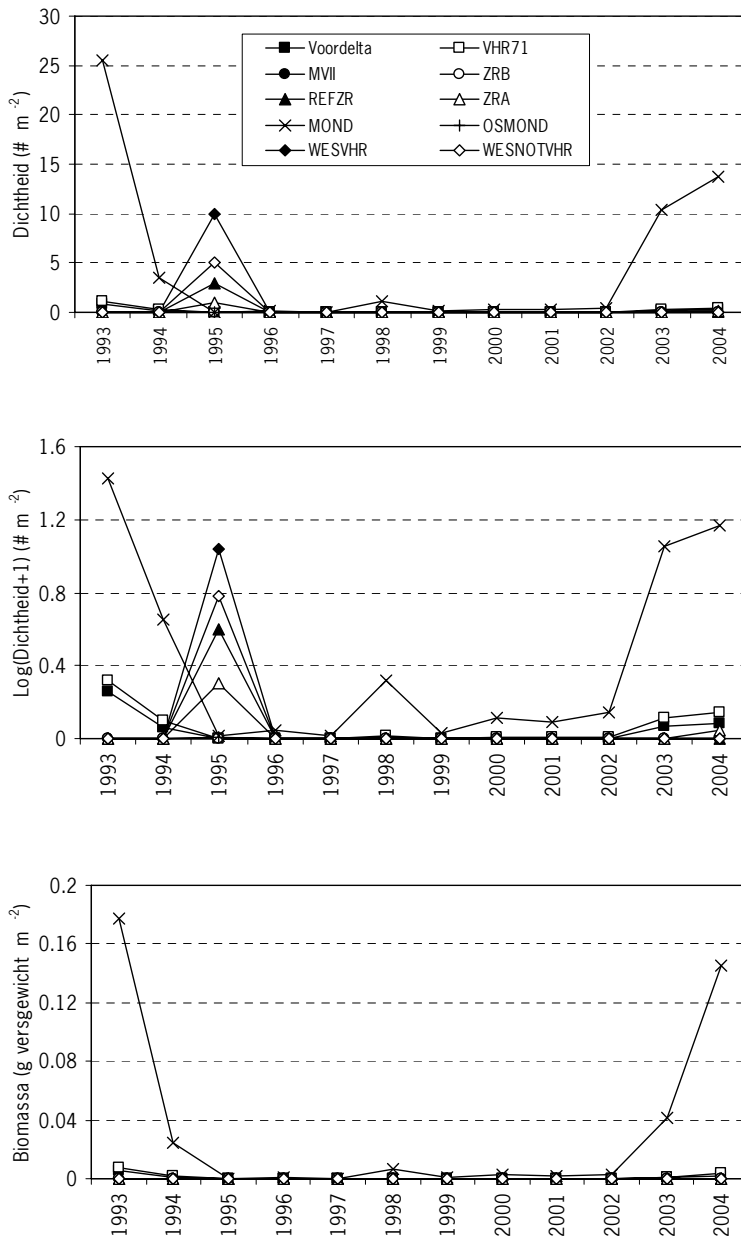 30
25
20
15
10
5
0
Dichtheid (# m⁻²)
Voordelta VHR71
MVII ZRB
REFZR ZRA
MOND OSMOND
WESVHR WESNOTVHR
1993 1994 1995 1996 1997 1998 1999 2000 2001 2002 2003 2004
1.6
1.2
0.8
0.4
0
Log(Dichtheid+1) (# m⁻²)
1993 1994 1995 1996 1997 1998 1999 2000 2001 2002 2003 2004
0.2
0.16
0.12
0.08
0.04
0
Biomassa (g versgewicht m⁻²)
1993 1994 1995 1996 1997 1998 1999 2000 2001 2002 2003 2004